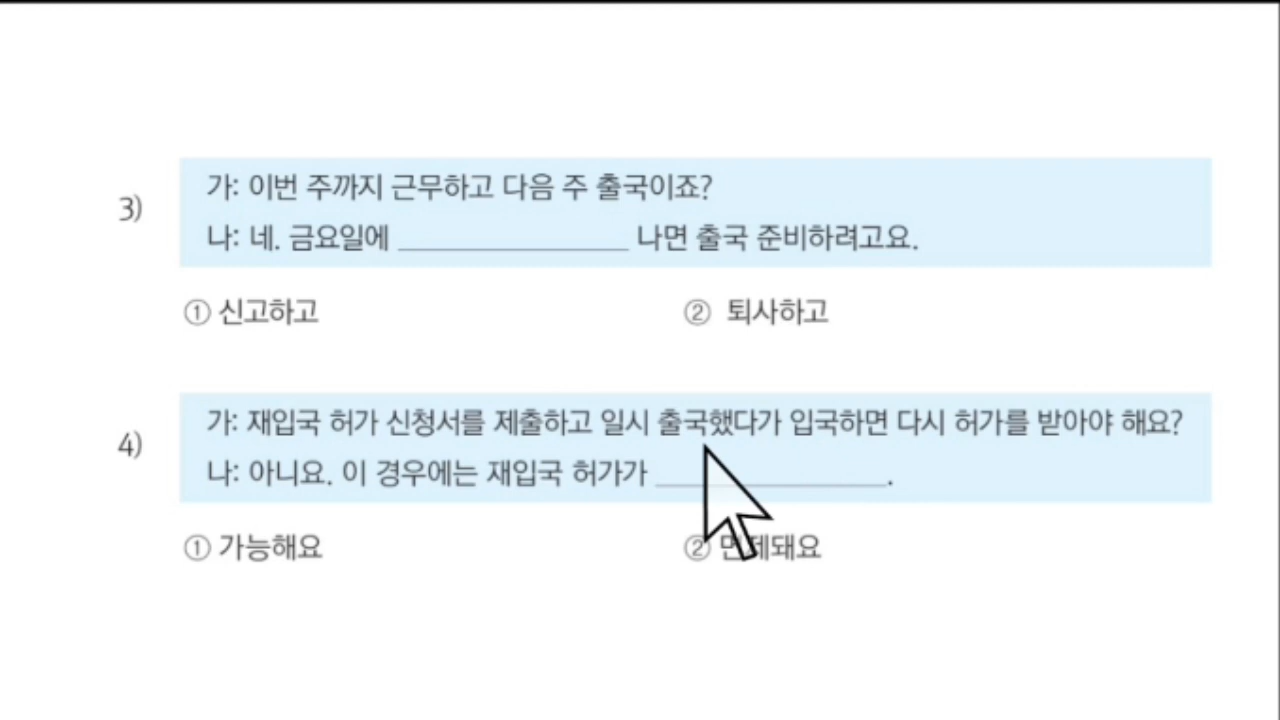 3)
가: 이번 주까지 근무하고 다음 주 출국이죠?
나: 네. 금요일에 ______________ 나면 출국 준비하려고요.
① 신고하고
② 퇴사하고
4)
가: 재입국 허가 신청서를 제출하고 일시 출국했다가 입국하면 다시 허가를 받아야 해요?
나: 아니요. 이 경우에는 재입국 허가가 ______________.
① 가능해요
②